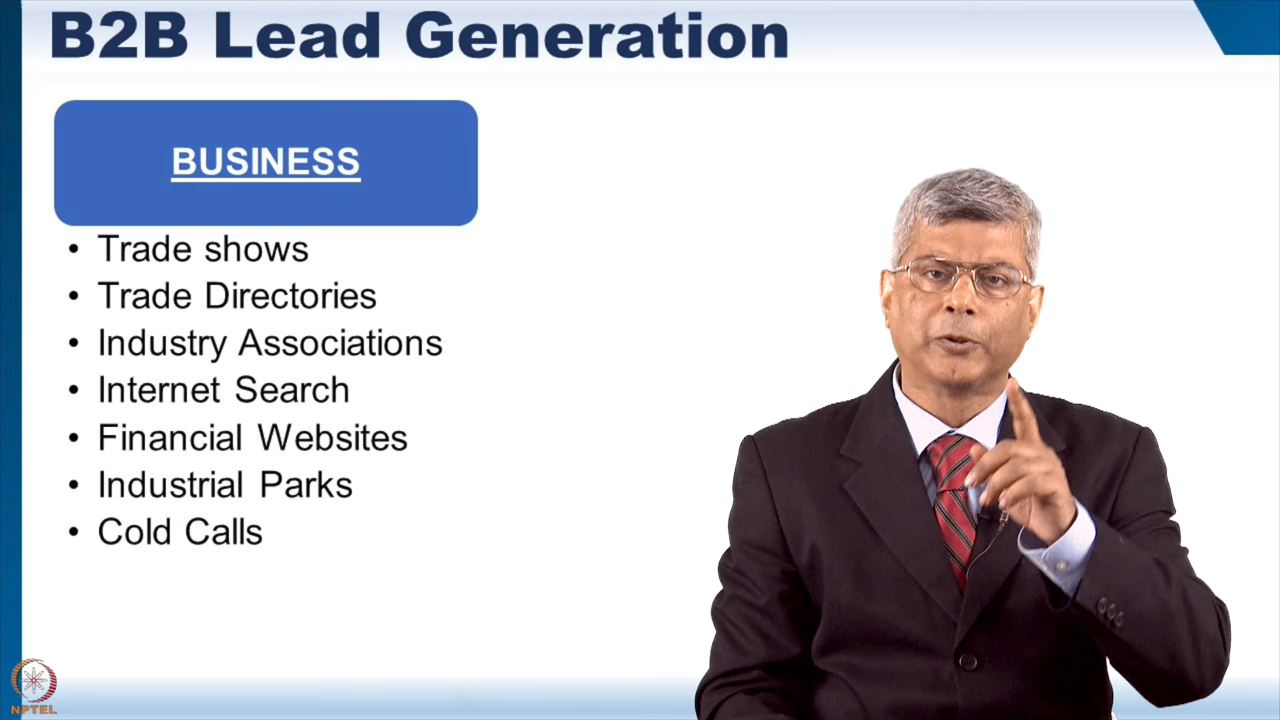 B2B Lead Generation
BUSINESS
• Trade shows
• Trade Directories
• Industry Associations
• Internet Search
• Financial Websites
• Industrial Parks
• Cold Calls
NPTEL